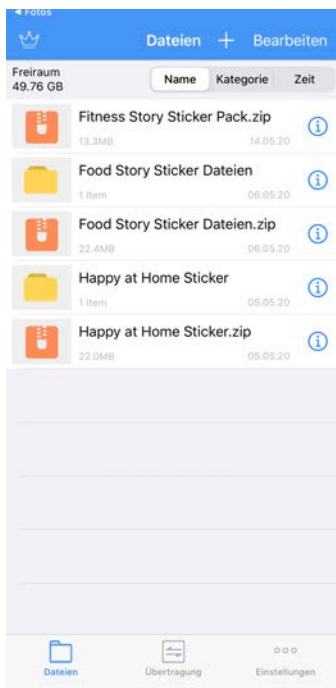 ◀ Fotos
Dateien + Bearbeiten
Freiraum
49.76 GB
Name Kategorie Zeit
Fitness Story Sticker Pack.zip
13.3MB 14.05.20
Food Story Sticker Dateien
1 Item 06.05.20
Food Story Sticker Dateien.zip
22.4MB 06.05.20
Happy at Home Sticker
1 Item 05.05.20
Happy at Home Sticker.zip
22.0MB 05.05.20
Dateien Übertragung Einstellungen